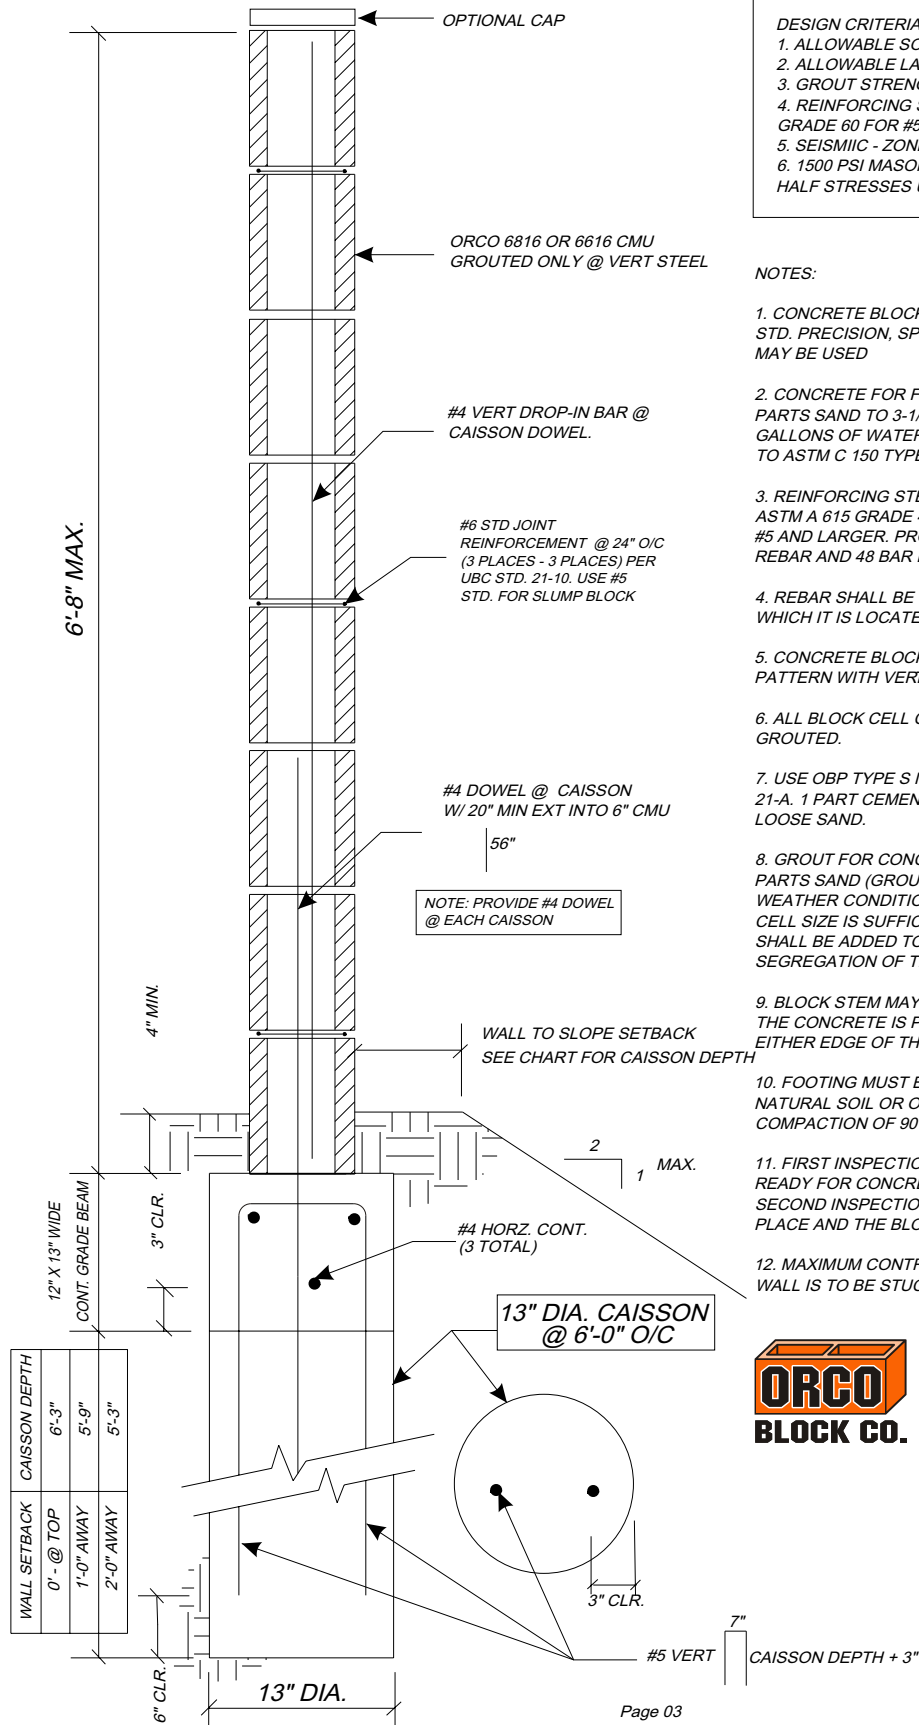 OPTIONAL CAP
DESIGN CRITERIA
1. ALLOWABLE SO
2. ALLOWABLE LA
3. GROUT STRENG
4. REINFORCING S
GRADE 60 FOR #5
5. SEISMIIC - ZON
6. 1500 PSI MASO
HALF STRESSES U
ORCO 6816 OR 6616 CMU
GROUTED ONLY @ VERT STEEL
#4 VERT DROP-IN BAR @
CAISSON DOWEL.
#6 STD JOINT
REINFORCEMENT @ 24" O/C
(3 PLACES - 3 PLACES) PER
UBC STD. 21-10. USE #5
STD. FOR SLUMP BLOCK
6'-8" MAX.
#4 DOWEL @ CAISSON
W/ 20" MIN EXT INTO 6" CMU
56"
NOTE: PROVIDE #4 DOWEL
@ EACH CAISSON
4" MIN.
WALL TO SLOPE SETBACK
SEE CHART FOR CAISSON DEPTH
2
1
MAX.
12" X 13" WIDE
CONT. GRADE BEAM
3" CLR.
#4 HORZ. CONT.
(3 TOTAL)
13" DIA. CAISSON
@ 6'-0" O/C
WALL SETBACK CAISSON DEPTH
0' - @ TOP 6'-3"
1'-0" AWAY 5'-9"
2'-0" AWAY 5'-3"
3" CLR.
6" CLR.
13" DIA.
#5 VERT
7"
CAISSON DEPTH + 3"
Page 03
NOTES:
1. CONCRETE BLOCK
STD. PRECISION, SP
MAY BE USED
2. CONCRETE FOR F
PARTS SAND TO 3-1/
GALLONS OF WATER
TO ASTM C 150 TYPE
3. REINFORCING STE
ASTM A 615 GRADE 4
#5 AND LARGER. PRO
REBAR AND 48 BAR
4. REBAR SHALL BE
WHICH IT IS LOCATE
5. CONCRETE BLOCK
PATTERN WITH VER
6. ALL BLOCK CELL C
GROUTED.
7. USE OBP TYPE S
21-A. 1 PART CEMEN
LOOSE SAND.
8. GROUT FOR CONC
PARTS SAND (GROU
WEATHER CONDITIO
CELL SIZE IS SUFFIC
SHALL BE ADDED TO
SEGREGATION OF T
9. BLOCK STEM MAY
THE CONCRETE IS P
EITHER EDGE OF TH
10. FOOTING MUST B
NATURAL SOIL OR O
COMPACTION OF 90
11. FIRST INSPECTIO
READY FOR CONCRE
SECOND INSPECTIO
PLACE AND THE BLO
12. MAXIMUM CONTR
WALL IS TO BE STUC
ORCO
BLOCK CO.